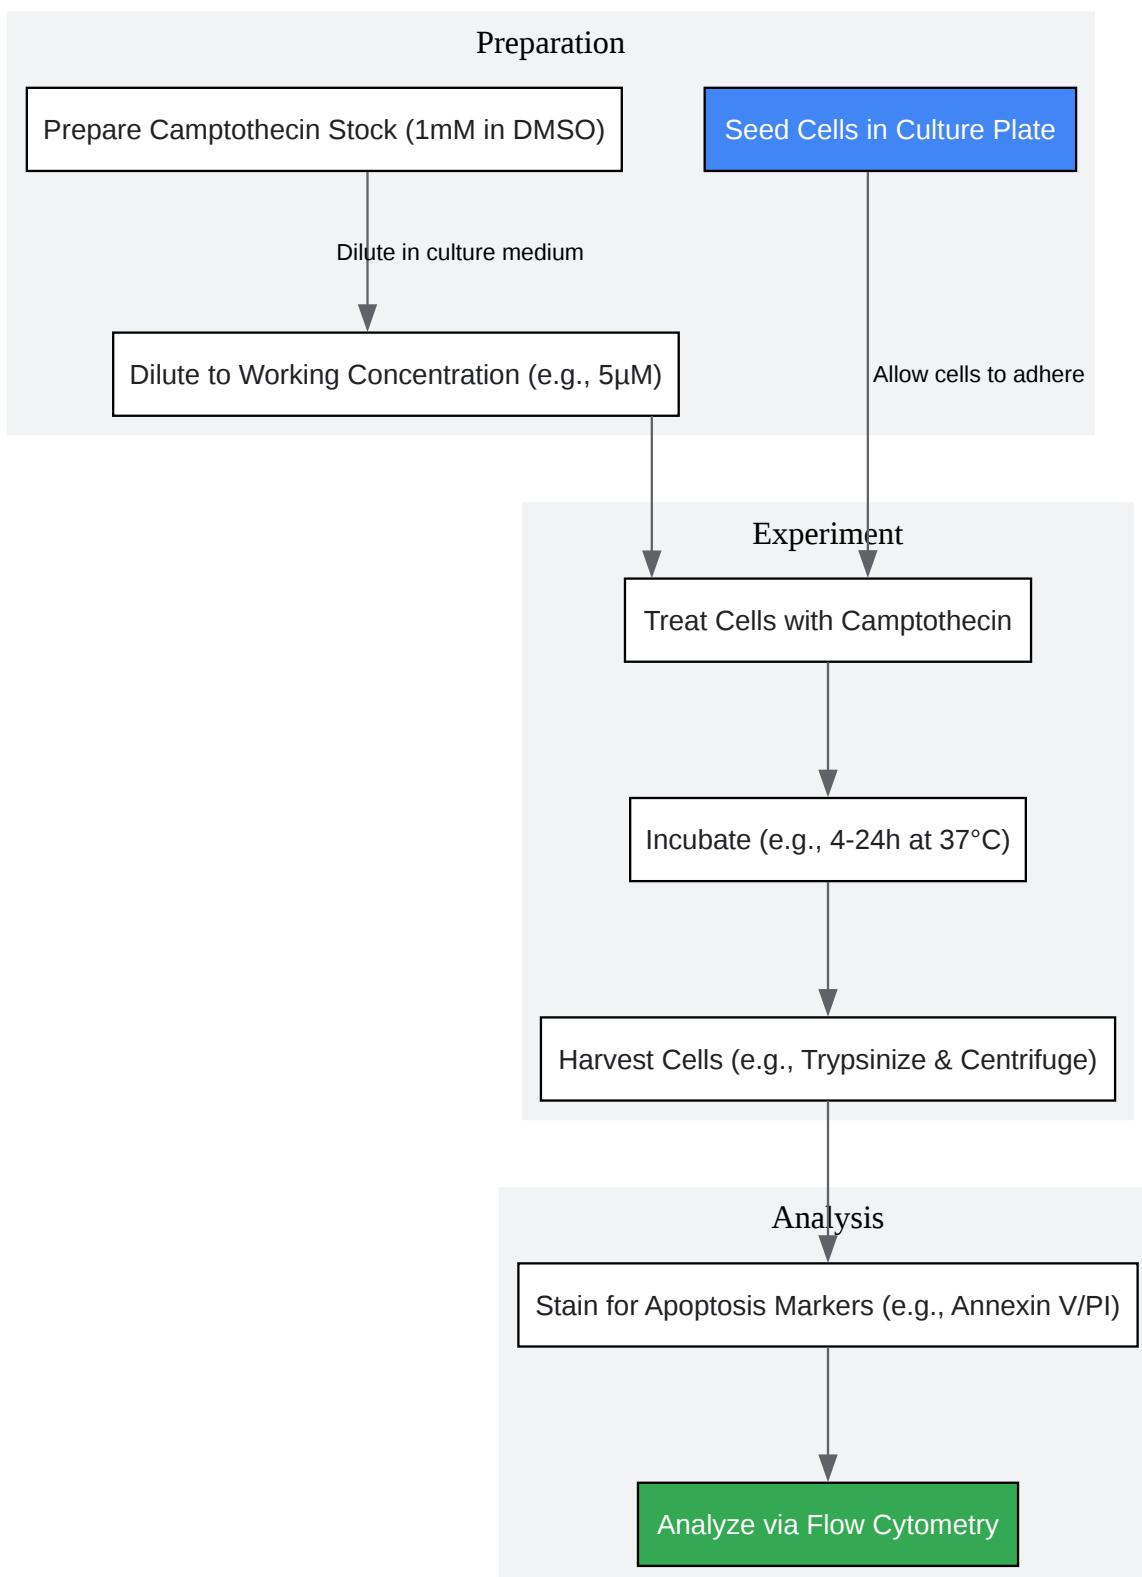 Preparation
Prepare Camptothecin Stock (1mM in DMSO)
Seed Cells in Culture Plate
Dilute in culture medium
Dilute to Working Concentration (e.g., 5µM)
Allow cells to adhere
Experiment
Treat Cells with Camptothecin
Incubate (e.g., 4-24h at 37°C)
Harvest Cells (e.g., Trypsinize & Centrifuge)
Analysis
Stain for Apoptosis Markers (e.g., Annexin V/PI)
Analyze via Flow Cytometry